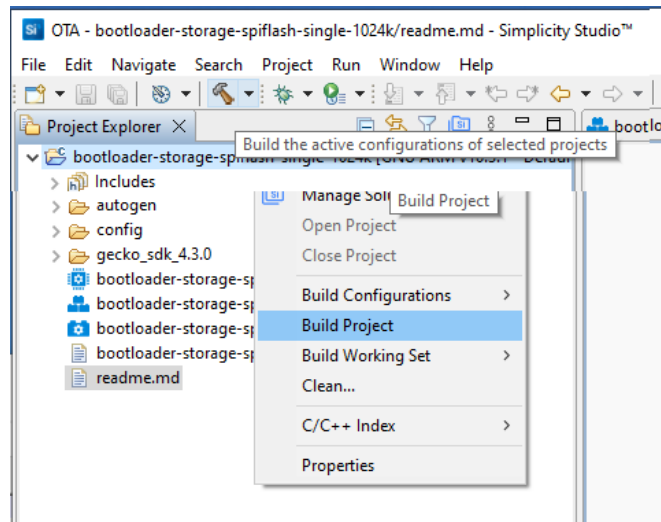 Si OTA - bootloader-storage-spiflash-single-1024k/readme.md - Simplicity Studio™
File Edit Navigate Search Project Run Window Help
Project Explorer
bootlo
Build the active configurations of selected projects
bootloader-storage-spiflash-single-1024k [GNU ARM v10.3.1 - Defaul
Includes
autogen
Manage Sol
Build Project
config
Open Project
gecko_sdk_4.3.0
Close Project
bootloader-storage-sp
bootloader-storage-sp
Build Configurations
bootloader-storage-sp
Build Project
bootloader-storage-sp
Build Working Set
readme.md
Clean...
C/C++ Index
Properties